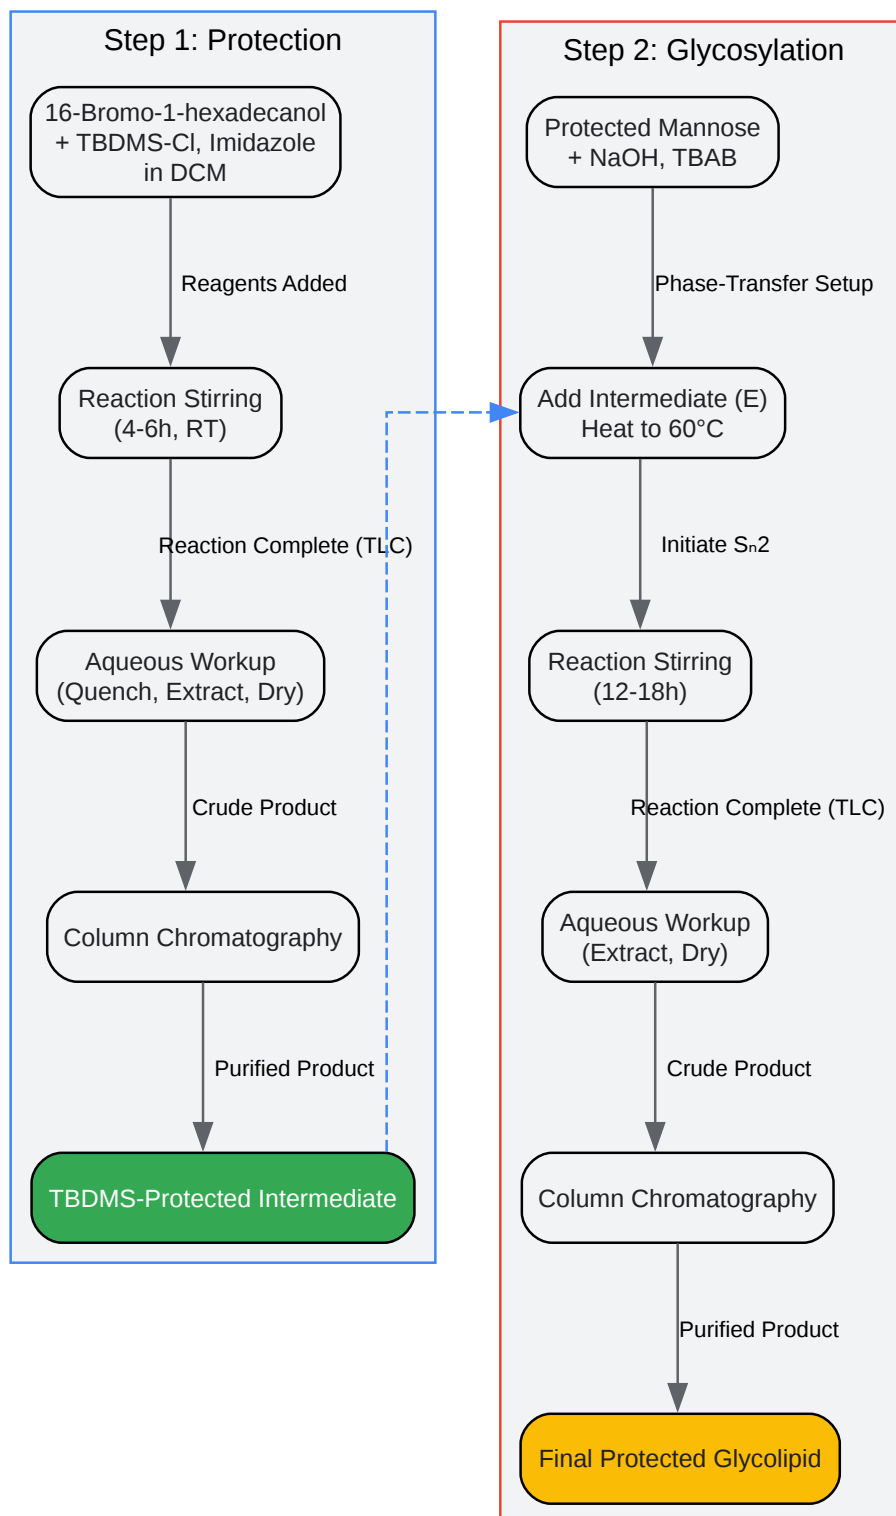 Step 1: Protection
16-Bromo-1-hexadecanol
+ TBDMS-Cl, Imidazole
in DCM
Reagents Added
Reaction Stirring
(4-6h, RT)
Reaction Complete (TLC)
Aqueous Workup
(Quench, Extract, Dry)
Crude Product
Column Chromatography
Purified Product
TBDMS-Protected Intermediate
Step 2: Glycosylation
Protected Mannose
+ NaOH, TBAB
Phase-Transfer Setup
Add Intermediate (E)
Heat to 60°C
Initiate Sₙ2
Reaction Stirring
(12-18h)
Reaction Complete (TLC)
Aqueous Workup
(Extract, Dry)
Crude Product
Column Chromatography
Purified Product
Final Protected Glycolipid